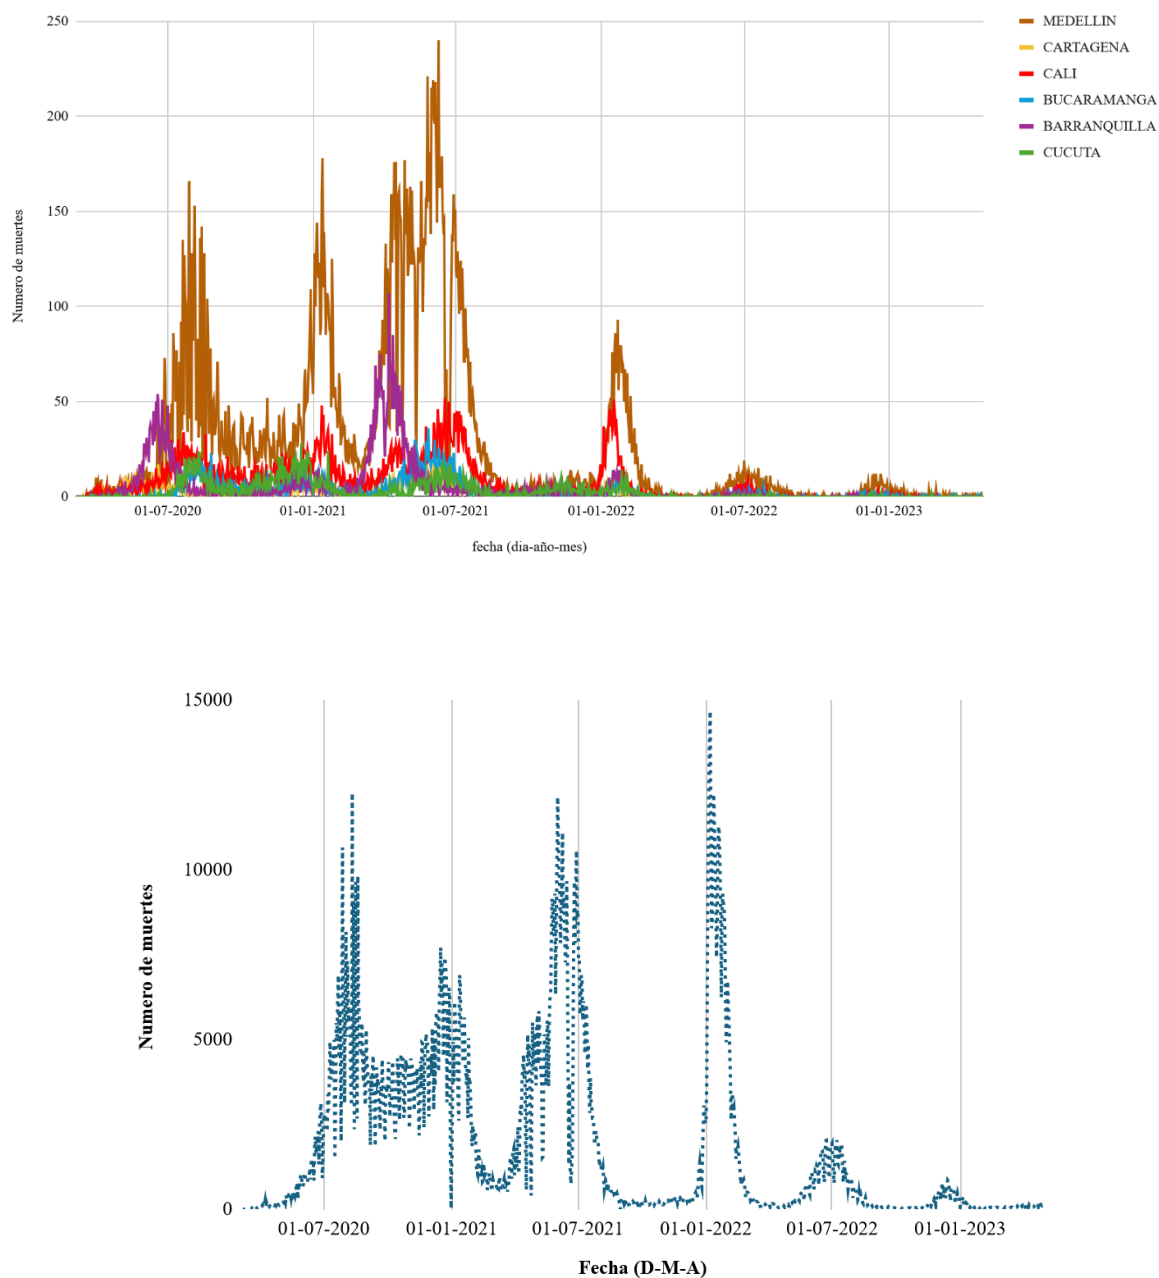 250
200
150
100
50
0
Numero de muertes
01-07-2020
01-01-2021
01-07-2021
01-01-2022
01-07-2022
01-01-2023
fecha (dia-año-mes)
MEDELLIN
CARTAGENA
CALI
BUCARAMANGA
BARRANQUILLA
CUCUTA
15000
10000
5000
0
Numero de muertes
01-07-2020
01-01-2021
01-07-2021
01-01-2022
01-07-2022
01-01-2023
Fecha (D-M-A)